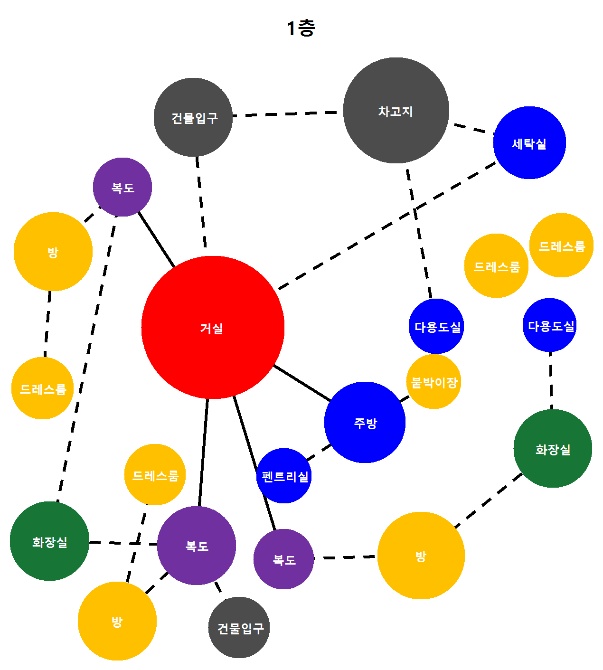 1층
건물입구
차고지
세탁실
복도
방
드레스룸
드레스룸
거실
다용도실
다용도실
드레스룸
붙박이장
주방
화장실
드레스룸
펜트리실
화장실
복도
복도
방
방
건물입구